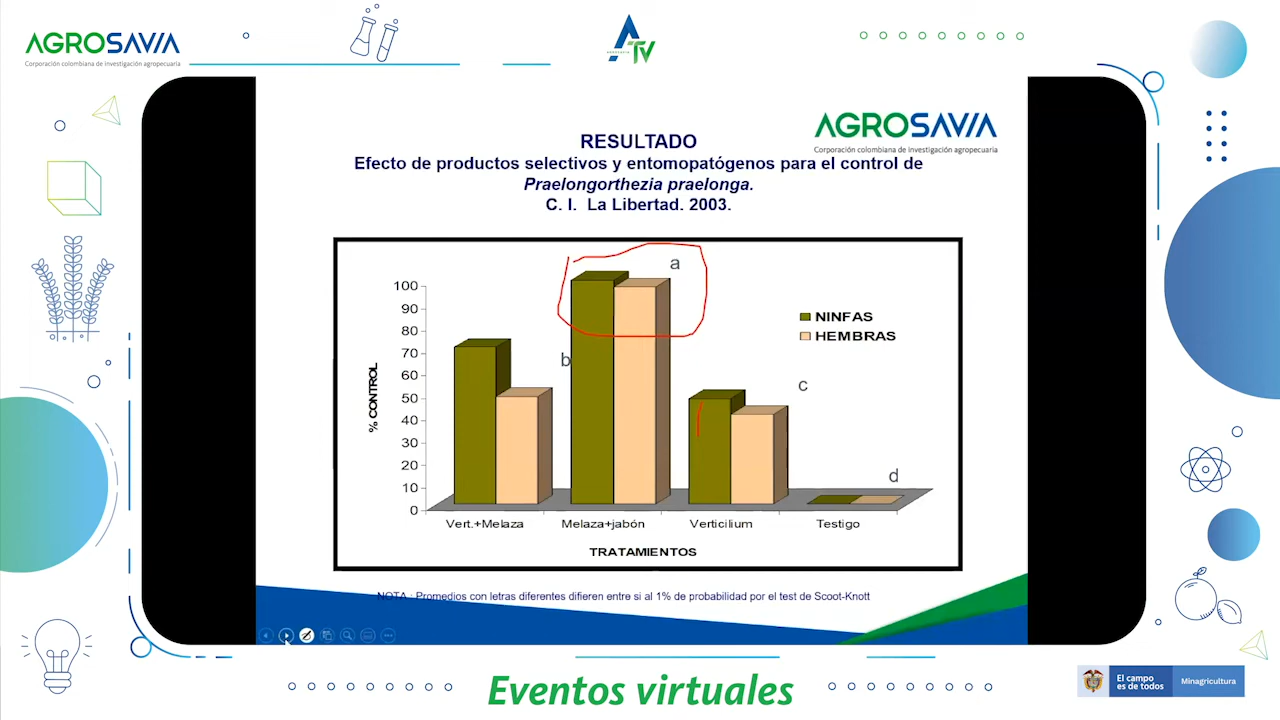 AGROSAVIA
Corporación colombiana de investigación agropecuaria
ATV
AGROSAVIA
Corporación colombiana de investigación agropecuaria
RESULTADO
Efecto de productos selectivos y entomopatógenos para el control de
Praelongorthezia praelonga.
C. I. La Libertad. 2003.
a
100
90
80
70
60
50
40
30
20
10
0
% CONTROL
b
c
d
NINFAS
HEMBRAS
Vert.+Melaza
Melaza+jabón
Verticilium
Testigo
TRATAMIENTOS
NOTA : Promedios con letras diferentes difieren entre si al 1% de probabilidad por el test de Scoot-Knott
Eventos virtuales
El campo
es de todos
Minagricultura